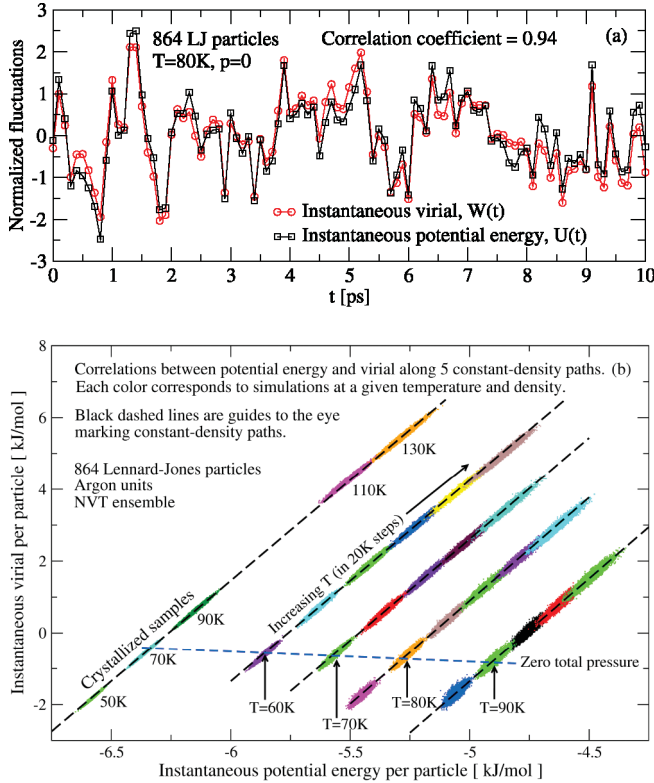 3
2
1
0
-1
-2
-3
Normalized fluctuations
864 LJ particles
T=80K, p=0
Correlation coefficient = 0.94
(a)
Instantaneous virial, W(t)
Instantaneous potential energy, U(t)
0 1 2 3 4 5 6 7 8 9 10
t [ps]
8
6
4
2
0
-2
Instantaneous virial per particle [ kJ/mol ]
Correlations between potential energy and virial along 5 constant-density paths. (b)
Each color corresponds to simulations at a given temperature and density.
Black dashed lines are guides to the eye
marking constant-density paths.
864 Lennard-Jones particles
Argon units
NVT ensemble
130K
110K
Increasing T (in 20K steps)
Crystallized samples
90K
70K
50K
Zero total pressure
T=60K
T=70K
T=80K
T=90K
-6.5 -6 -5.5 -5 -4.5
Instantaneous potential energy per particle [ kJ/mol ]